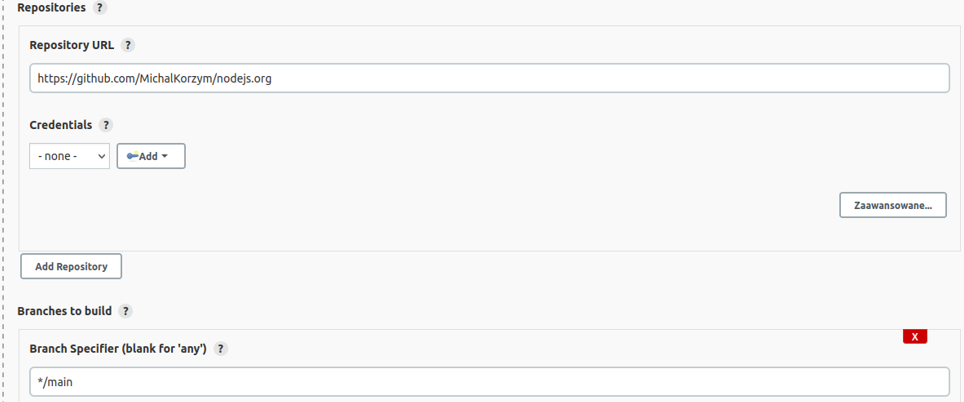 Repositories ?
Repository URL ?
https://github.com/MichalKorzym/nodejs.org
Credentials ?
- none - Add
Zaawansowane...
Add Repository
Branches to build ?
X
Branch Specifier (blank for 'any') ?
*/main